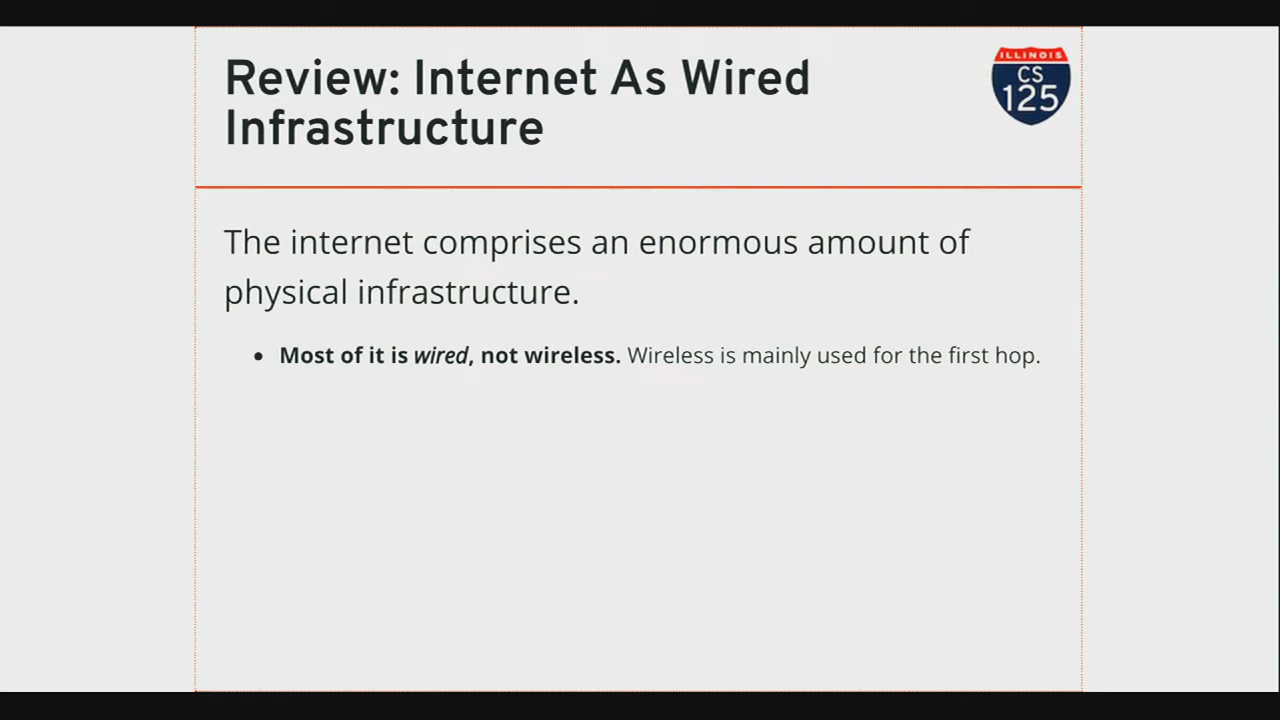 Review: Internet As Wired
Infrastructure
ILLINOIS
CS
125
The internet comprises an enormous amount of
physical infrastructure.
• Most of it is wired, not wireless. Wireless is mainly used for the first hop.